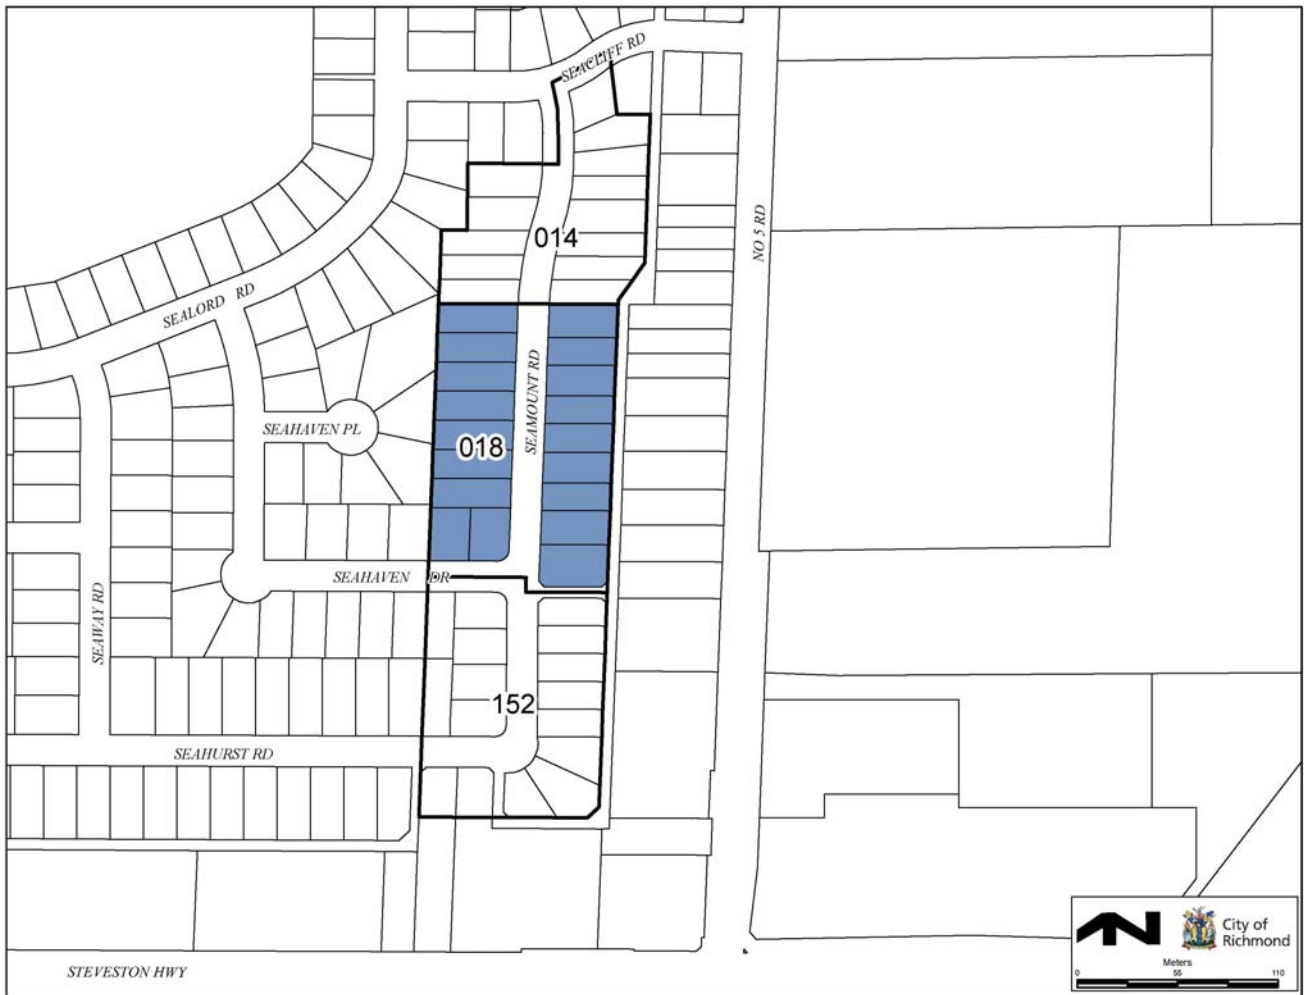 SEACLIFF RD
NO 5 RD
014
SEALORD RD
SEAMOUNT RD
SEAHAVEN PL
018
SEAHAVEN DR
SEAWAY RD
152
SEAHURST RD
City of
Richmond
Meters
0 55 110
STEVESTON HWY